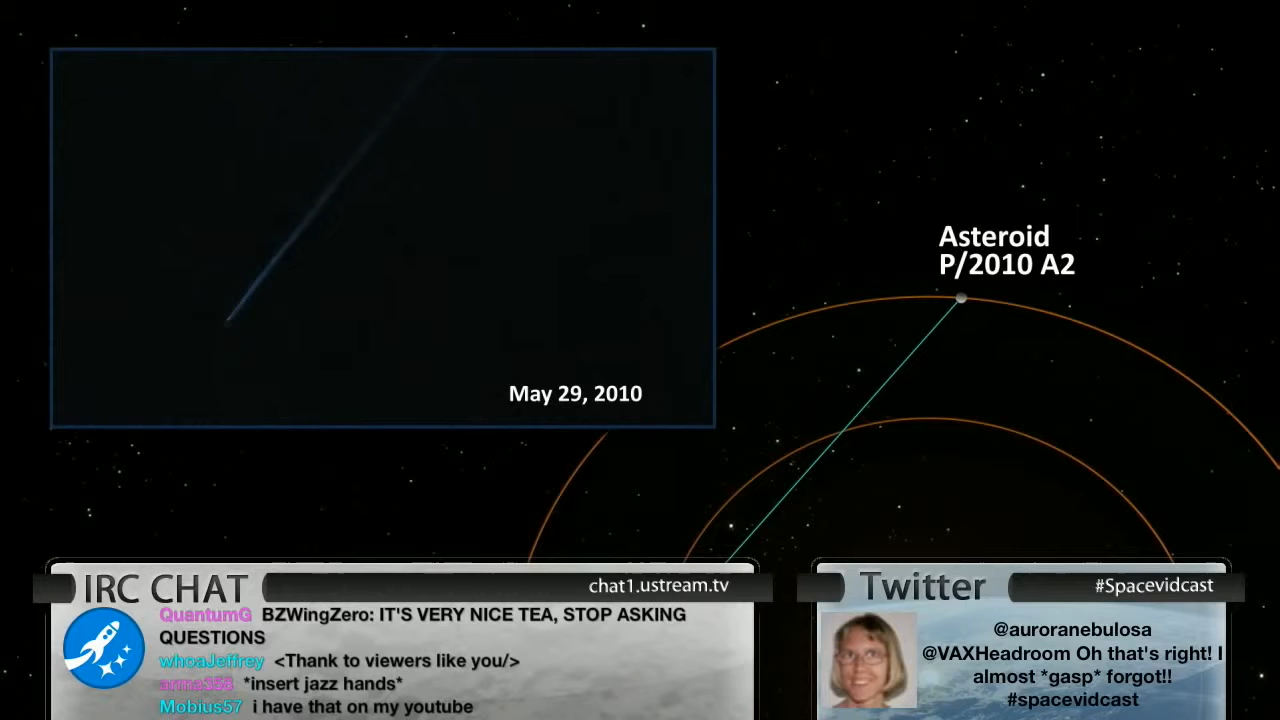 Asteroid
P/2010 A2
May 29, 2010
IRC CHAT
chat1.ustream.tv
QuantumG BZWingZero: IT'S VERY NICE TEA, STOP ASKING
QUESTIONS
whoaJeffrey <Thank to viewers like you/>
arma358 *insert jazz hands*
Mobius57 i have that on my youtube
Twitter
#Spacevidcast
@auroranebulosa
@VAXHeadroom Oh that's right! I
almost *gasp* forgot!!
#spacevidcast